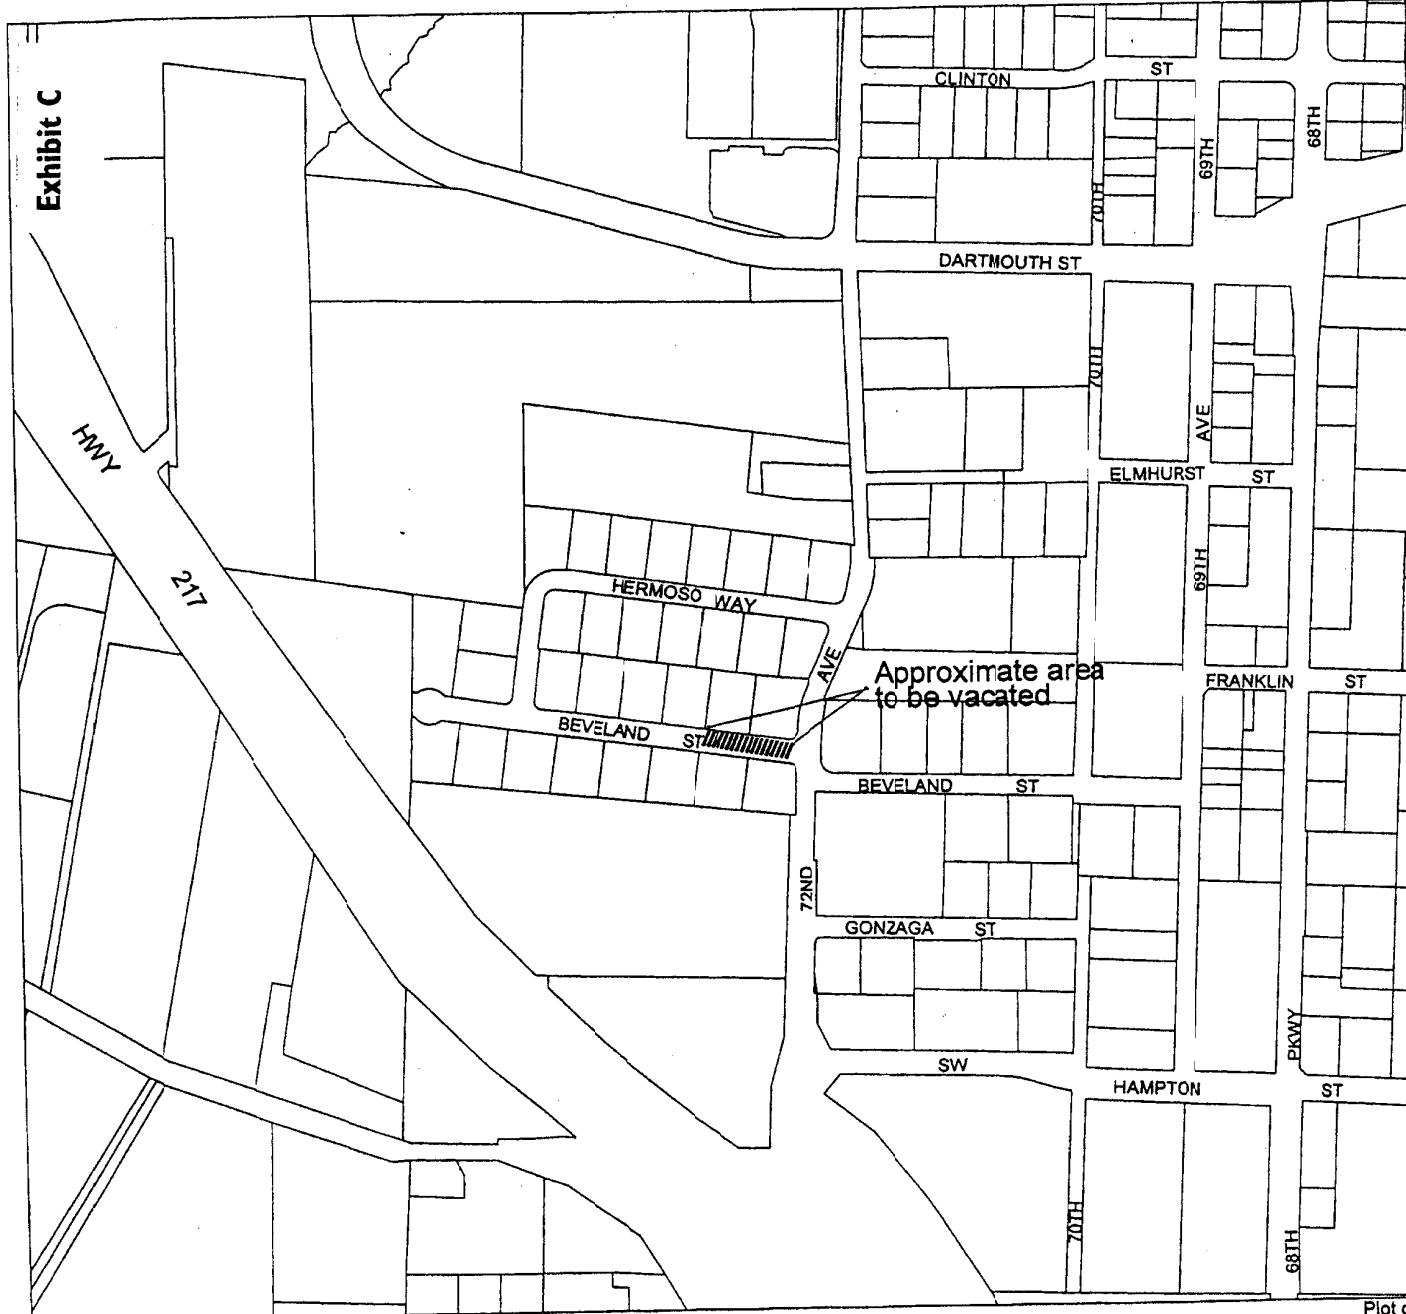 Exhibit C
CLINTON
ST
69TH
68TH
70TH
DARTMOUTH ST
70TH
AVE
HWY
ELMHURST
ST
217
69TH
HERMOSO WAY
AVE
Approximate area
to be vacated
FRANKLIN
ST
BEVELAND
ST
BEVELAND
ST
72ND
GONZAGA
ST
PKWY
SW
HAMPTON
ST
70TH
68TH
Plot